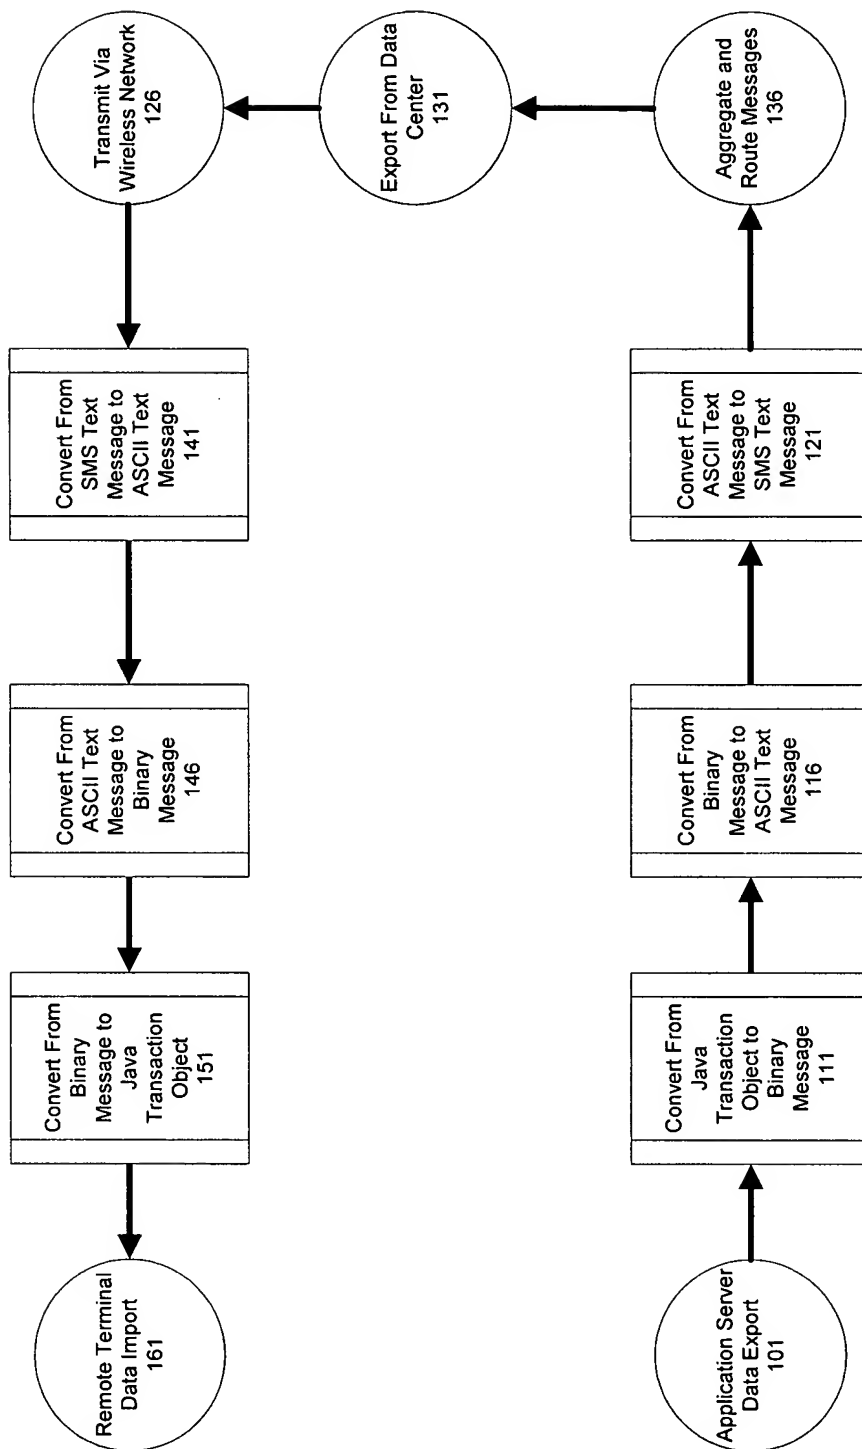 Remote Terminal
Data Import
161
Convert From
Binary
Message to
Java
Transaction
Object
151
Convert From
ASCII Text
Message to
Binary
Message
146
Convert From
SMS Text
Message to
ASCII Text
Message
141
Transmit Via
Wireless Network
126
Export From Data
Center
131
Application Server
Data Export
101
Convert From
Java
Transaction
Object to
Binary
Message
111
Convert From
Binary
Message to
ASCII Text
Message
116
Convert From
ASCII Text
Message to
SMS Text
Message
121
Aggregate and
Route Messages
136